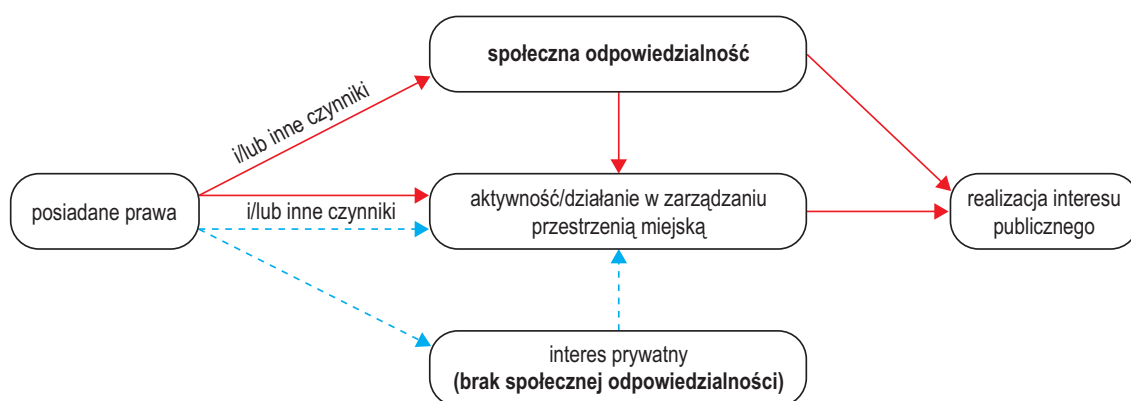 społeczna odpowiedzialność
i/lub inne czynniki
posiadane prawa
i/lub inne czynniki
aktywność/działanie w zarządzaniu
przestrzenią miejską
realizacja interesu
publicznego
interes prywatny
(brak społecznej odpowiedzialności)